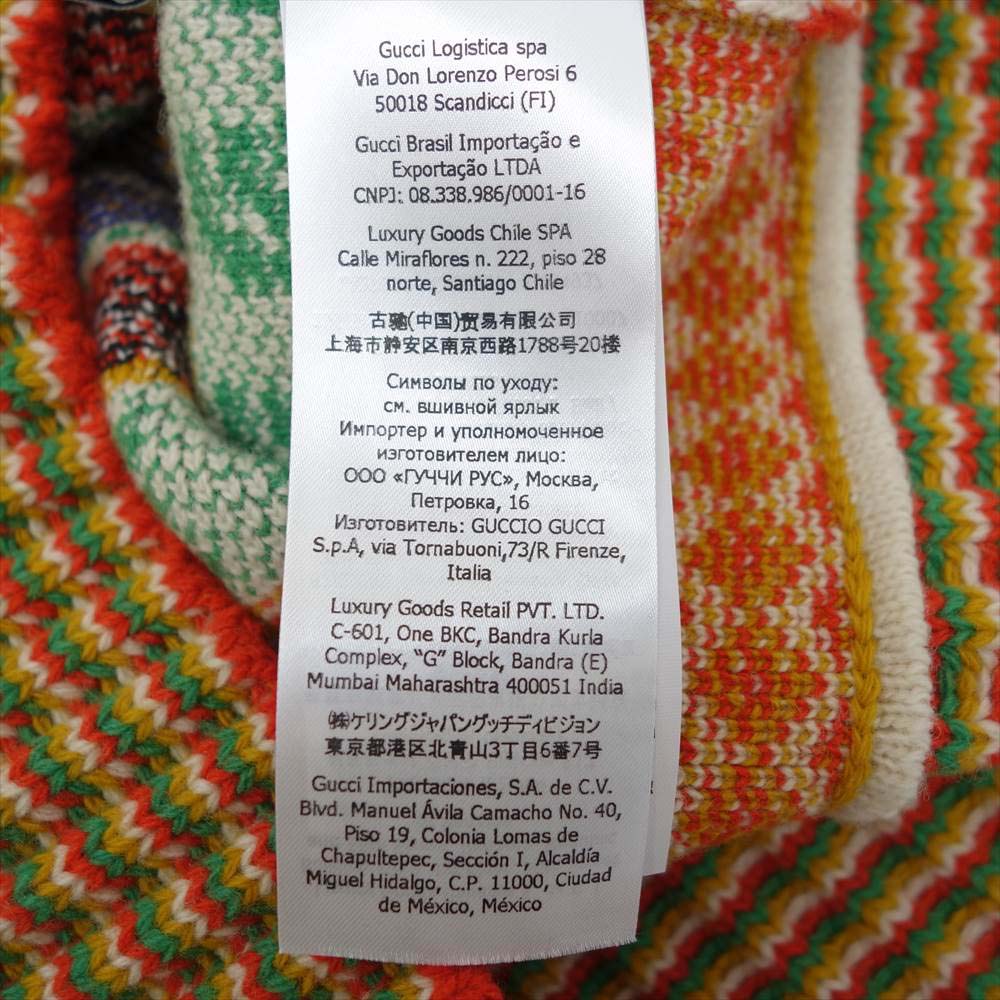 Gucci Logistica spa
Via Don Lorenzo Perosi 6
50018 Scandicci (FI)
Gucci Brasil Importação e
Exportação LTDA
CNPJ: 08.338.986/0001-16
Luxury Goods Chile SPA
Calle Miraflores n. 222, piso 28
norte, Santiago Chile
古驰(中国)贸易有限公司
上海市静安区南京西路1788号20楼
Символы по уходу:
см. вшивной ярлык
Импортер и уполномоченное
изготовителем лицо:
ООО «ГУЧЧИ РУС», Москва,
Петровка, 16
Изготовитель: GUCCIO GUCCI
S.p.A, via Tornabuoni,73/R Firenze,
Italia
Luxury Goods Retail PVT. LTD.
C-601, One BKC, Bandra Kurla
Complex, “G” Block, Bandra (E)
Mumbai Maharashtra 400051 India
㈱ケリングジャパングッチディビジョン
東京都港区北青山3丁目6番7号
Gucci Importaciones, S.A. de C.V.
Blvd. Manuel Ávila Camacho No. 40,
Piso 19, Colonia Lomas de
Chapultepec, Sección I, Alcaldía
Miguel Hidalgo, C.P. 11000, Ciudad
de México, México